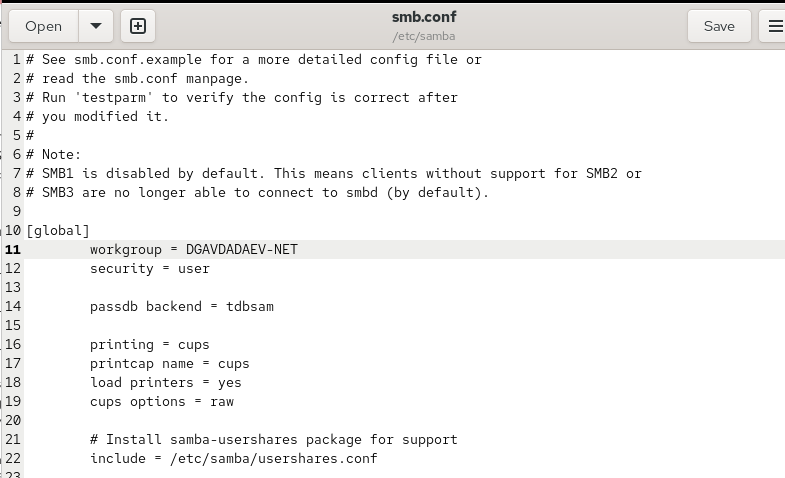 Open
smb.conf
/etc/samba
Save
1 # See smb.conf.example for a more detailed config file or
2 # read the smb.conf manpage.
3 # Run 'testparm' to verify the config is correct after
4 # you modified it.
5 #
6 # Note:
7 # SMB1 is disabled by default. This means clients without support for SMB2 or
8 # SMB3 are no longer able to connect to smbd (by default).
9
10 [global]
11 workgroup = DGAVDADAEV-NET
12 security = user
13
14 passdb backend = tdbsam
15
16 printing = cups
17 printcap name = cups
18 load printers = yes
19 cups options = raw
20
21 # Install samba-usershares package for support
22 include = /etc/samba/usershares.conf
23